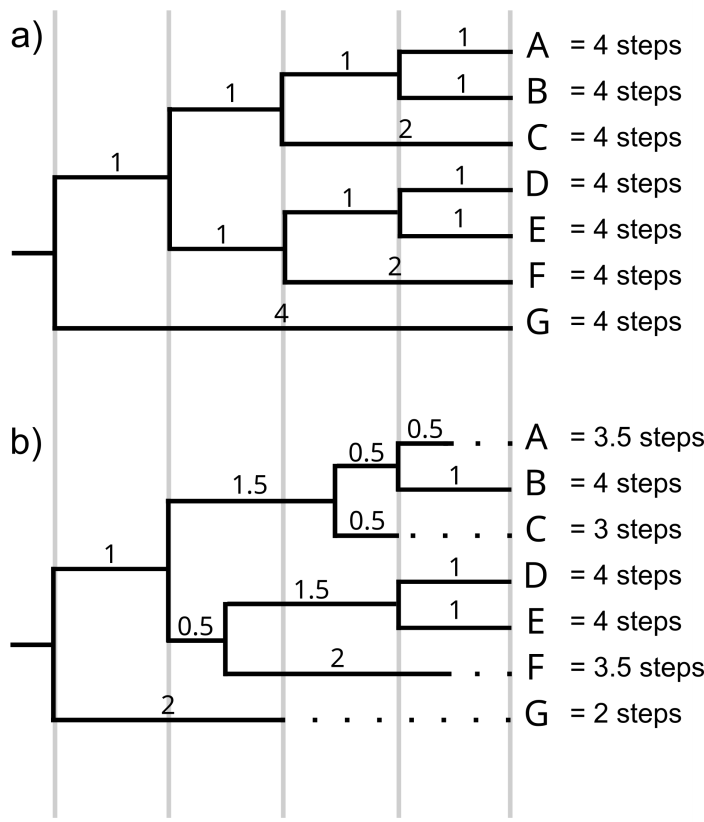 a)
1
1
A = 4 steps
1
1
B = 4 steps
1
2
C = 4 steps
1
1
D = 4 steps
1
1
1
E = 4 steps
2
F = 4 steps
4
G = 4 steps
b)
0.5
A = 3.5 steps
0.5
1.5
1
B = 4 steps
0.5
C = 3 steps
1
1
D = 4 steps
1.5
1
E = 4 steps
0.5
2
F = 3.5 steps
2
G = 2 steps